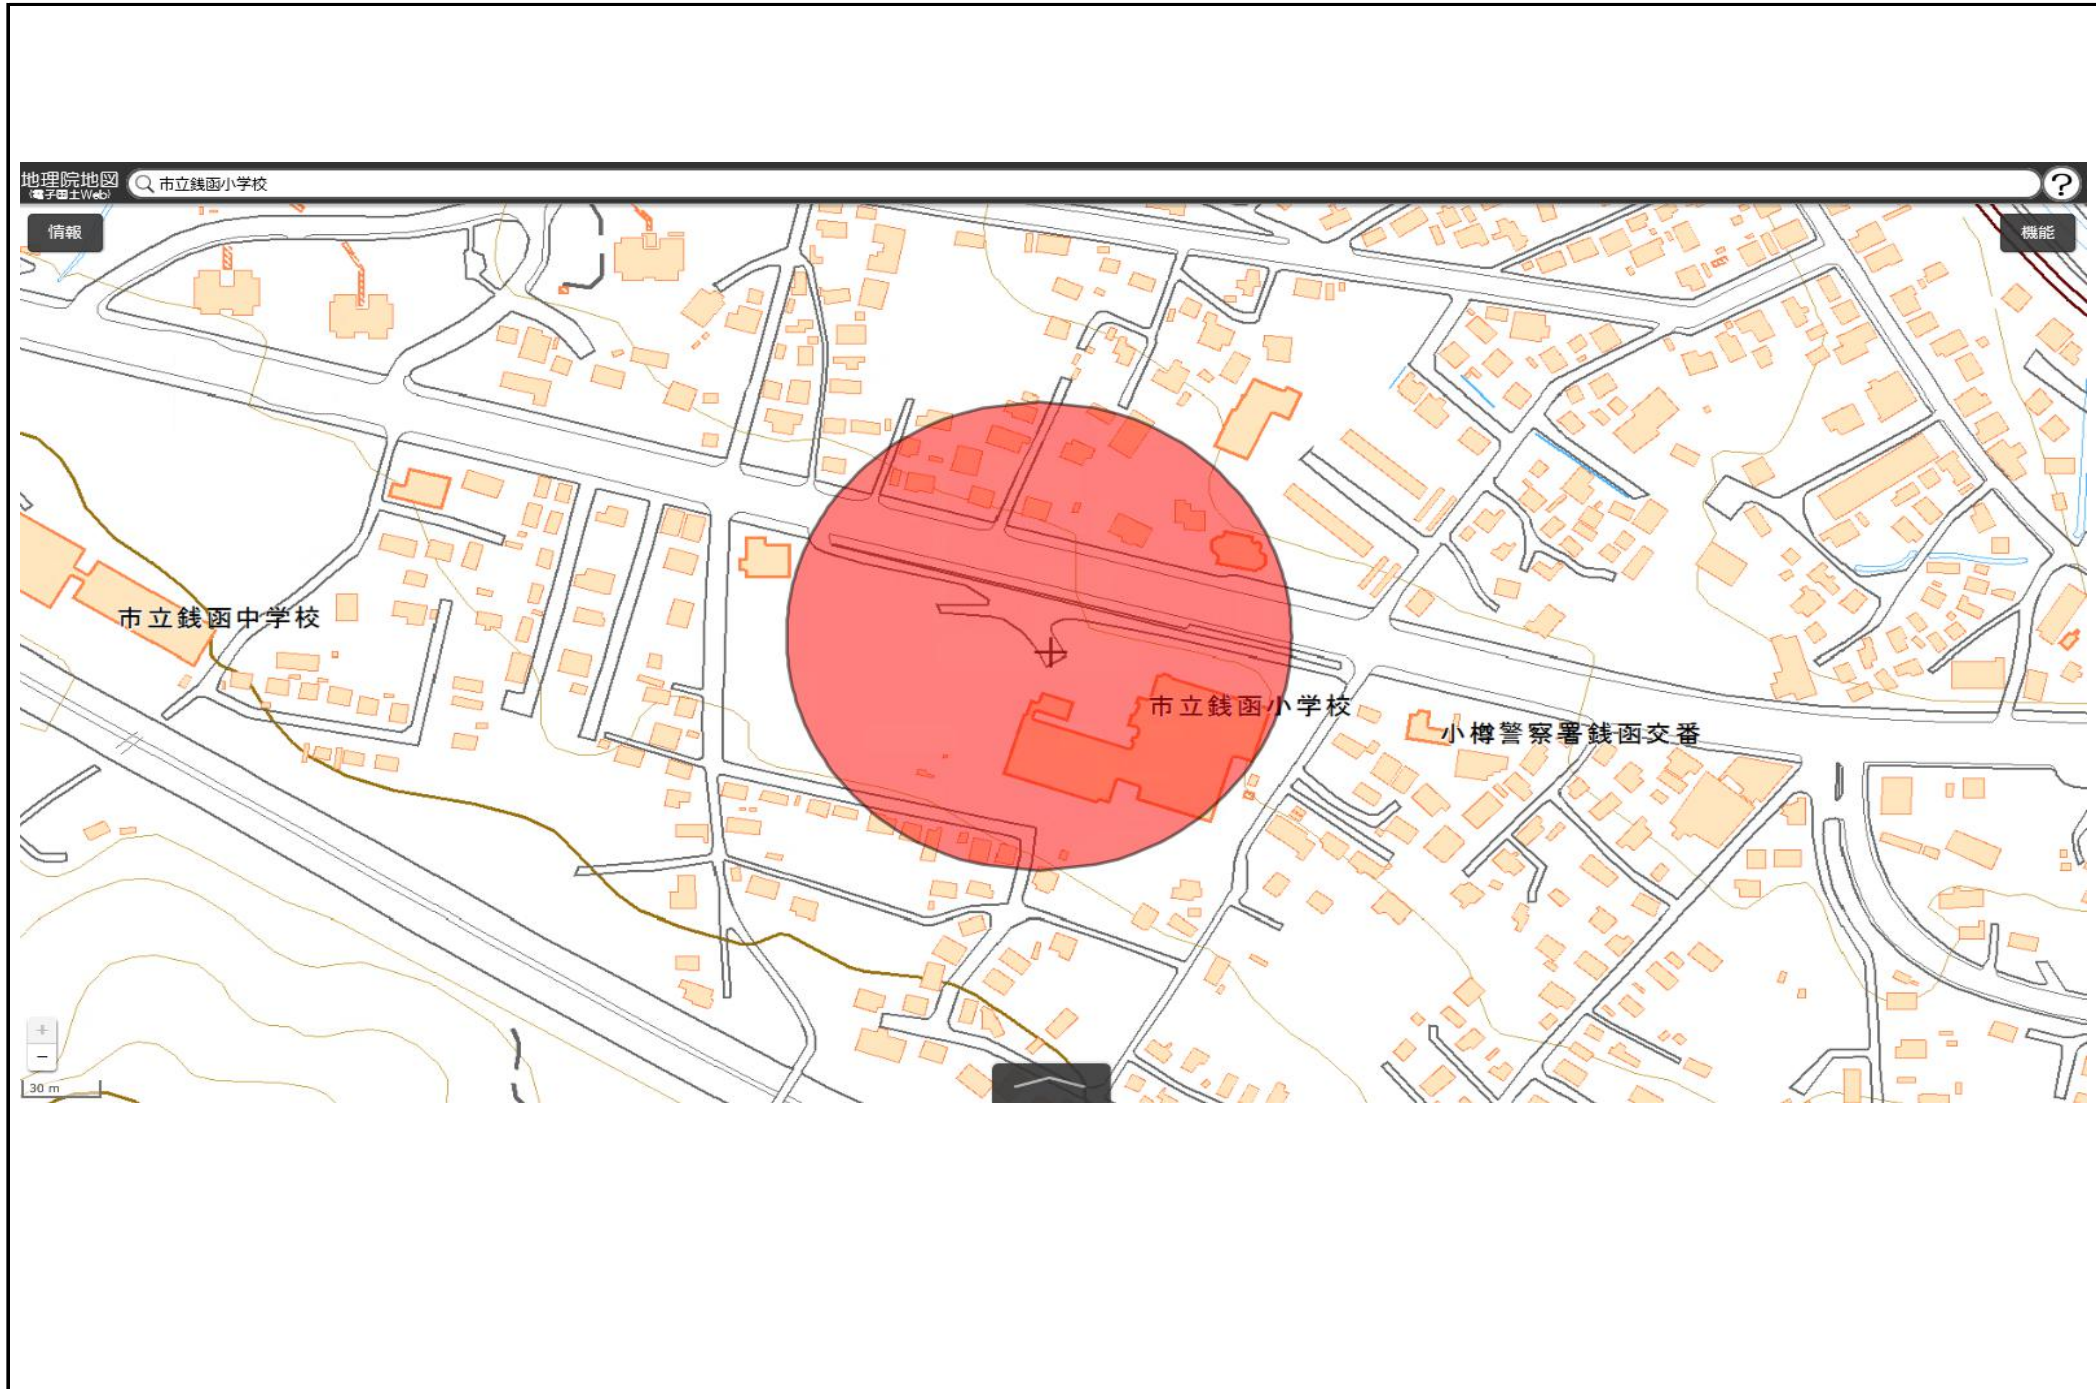 地理院地図
(電子国土Web)
市立銭函小学校
?
情報
機能
市立銭函中学校
市立銭函小学校
小樽警察署銭函交番
+
−
30 m